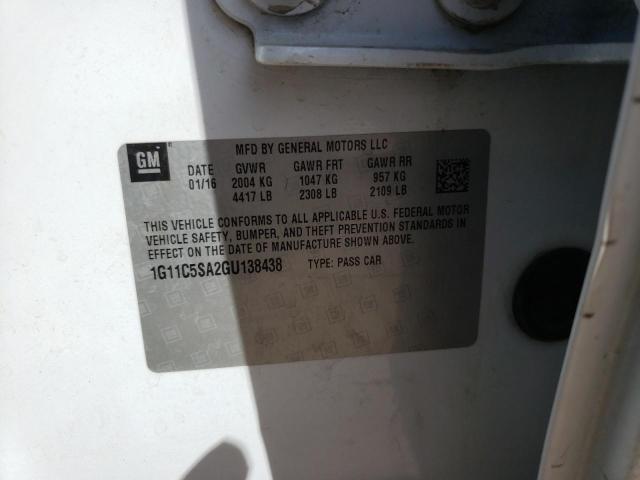 GM
MFD BY GENERAL MOTORS LLC
DATE GVWR GAWR FRT GAWR RR
01/16 2004 KG 1047 KG 957 KG
4417 LB 2308 LB 2109 LB
THIS VEHICLE CONFORMS TO ALL APPLICABLE U.S. FEDERAL MOTOR
VEHICLE SAFETY, BUMPER, AND THEFT PREVENTION STANDARDS IN
EFFECT ON THE DATE OF MANUFACTURE SHOWN ABOVE.
1G11C5SA2GU138438 TYPE: PASS CAR